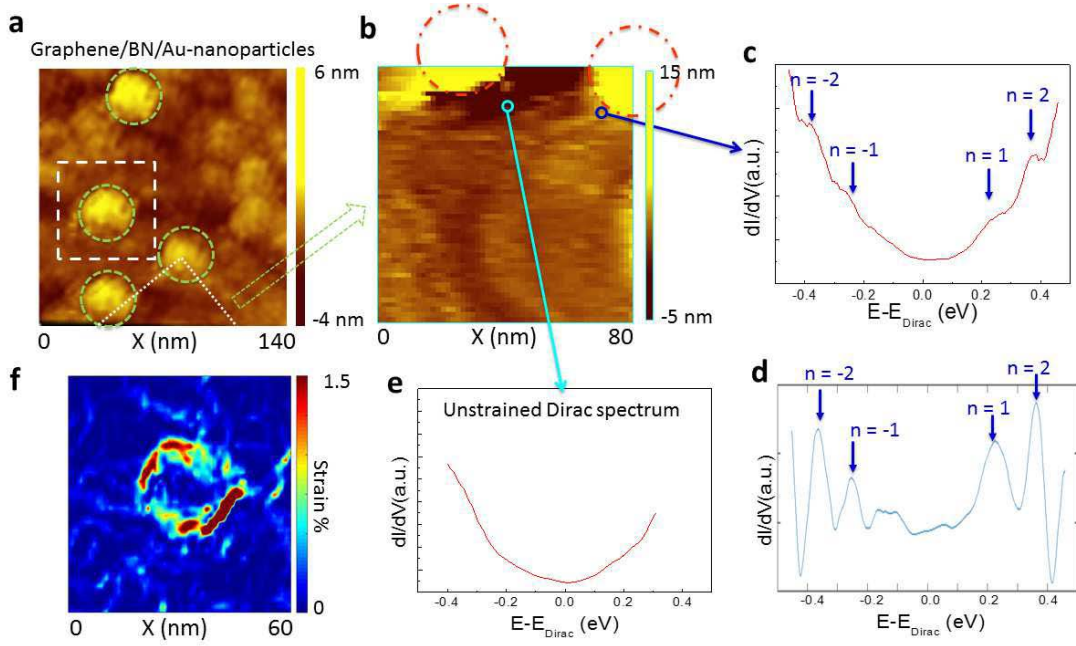 a
Graphene/BN/Au-nanoparticles
6 nm
-4 nm
0
X (nm)
140
b
15 nm
-5 nm
0
X (nm)
80
c
n = -2
n = -1
n = 1
n = 2
dI/dV(a.u.)
-0.4
-0.2
0.0
0.2
0.4
E-EDirac (eV)
f
1.5
Strain %
0
0
X (nm)
60
e
Unstrained Dirac spectrum
dI/dV(a.u.)
-0.4
-0.2
0.0
0.2
0.4
E-EDirac (eV)
d
n = -2
n = -1
n = 1
n = 2
dI/dV(a.u.)
-0.4
-0.2
0.0
0.2
0.4
E-EDirac (eV)